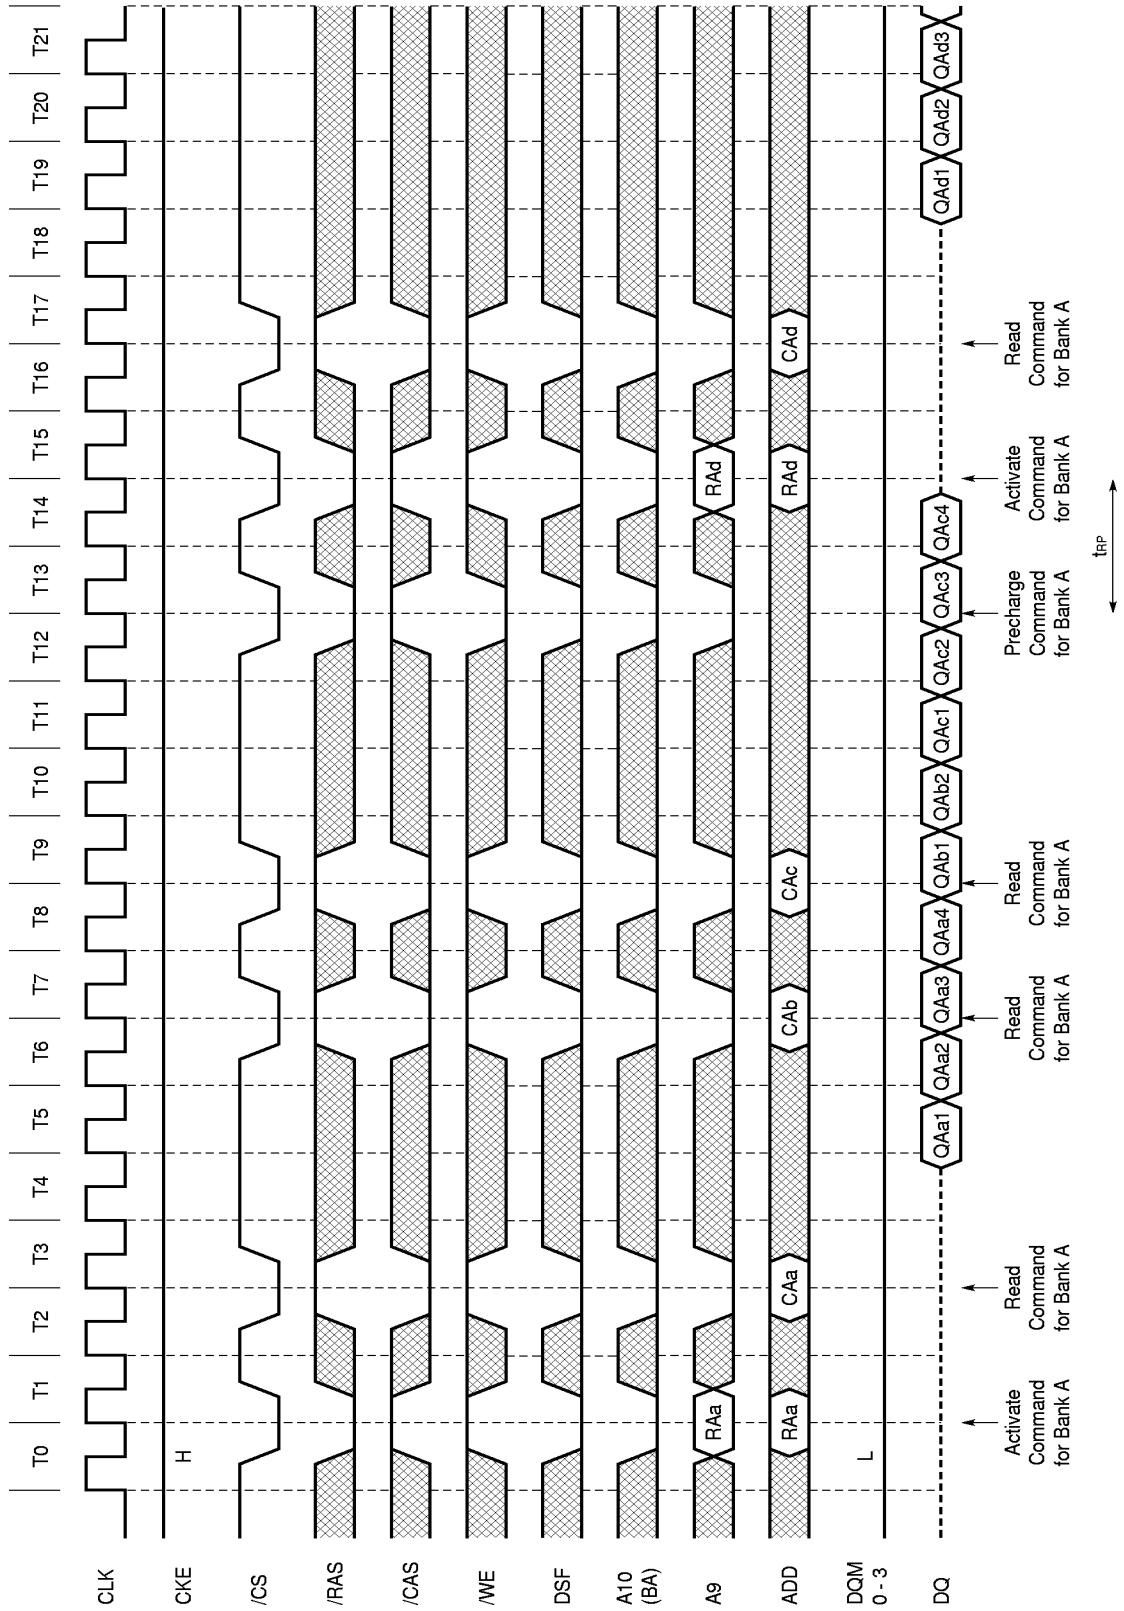 T0 T1 T2 T3 T4 T5 T6 T7 T8 T9 T10 T11 T12 T13 T14 T15 T16 T17 T18 T19 T20 T21
CLK
CKE H
/CS
/RAS
/CAS
/WE
DSF
A10
(BA)
A9 RAa RAd
ADD RAa CAa CAb CAc RAd CAd
DQM
0 - 3 L
DQ QAa1 QAa2 QAa3 QAa4 QAb1 QAb2 QAc1 QAc2 QAc3 QAc4 QAd1 QAd2 QAd3
Activate
Command
for Bank A
Read
Command
for Bank A
Read
Command
for Bank A
Read
Command
for Bank A
Precharge
Command
for Bank A
Activate
Command
for Bank A
Read
Command
for Bank A
tRP